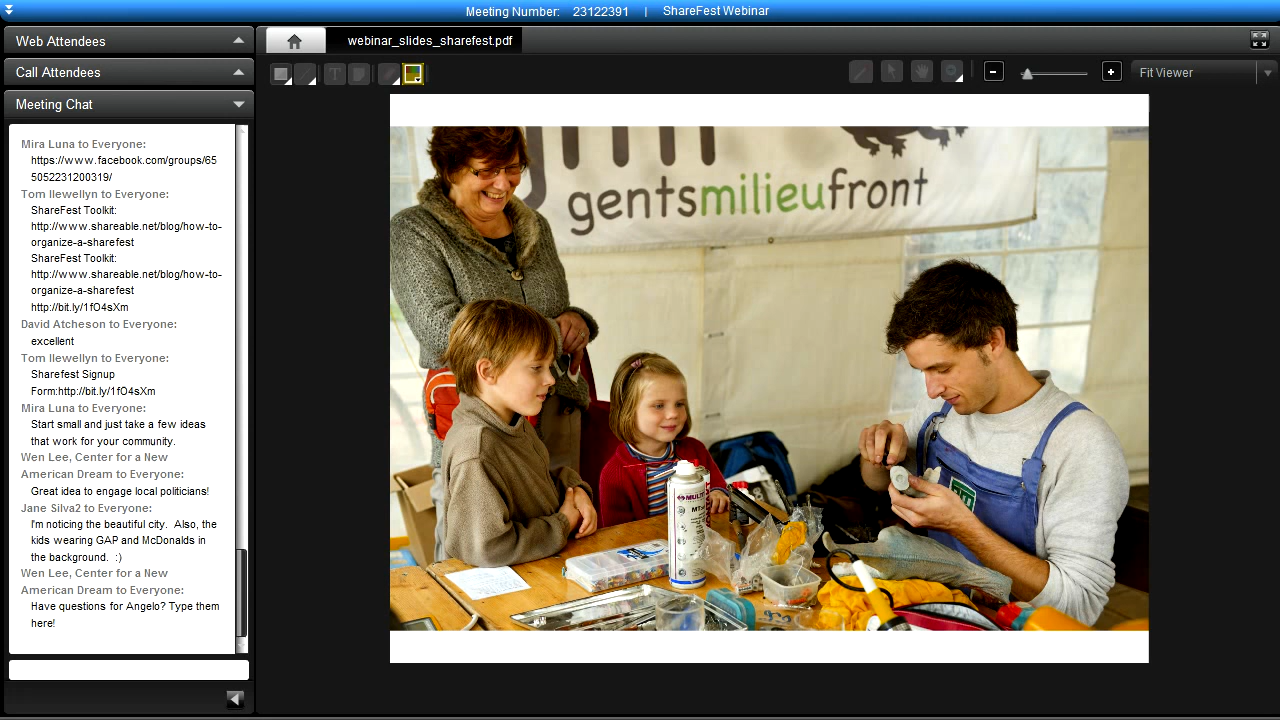 Meeting Number: 23122391 | ShareFest Webinar
Web Attendees
Call Attendees
Meeting Chat
Mira Luna to Everyone:
https://www.facebook.com/groups/65
5052231200319/
Tom llewellyn to Everyone:
ShareFest Toolkit:
http://www.shareable.net/blog/how-to-
organize-a-sharefest
ShareFest Toolkit:
http://www.shareable.net/blog/how-to-
organize-a-sharefest
http://bit.ly/1fO4sXm
David Atcheson to Everyone:
excellent
Tom llewellyn to Everyone:
Sharefest Signup
Form:http://bit.ly/1fO4sXm
Mira Luna to Everyone:
Start small and just take a few ideas
that work for your community.
Wen Lee, Center for a New
American Dream to Everyone:
Great idea to engage local politicians!
Jane Silva2 to Everyone:
I'm noticing the beautiful city.  Also, the
kids wearing GAP and McDonalds in
the background.  :)
Wen Lee, Center for a New
American Dream to Everyone:
Have questions for Angelo? Type them
here!
webinar_slides_sharefest.pdf
T
Fit Viewer
gentsmilieufront